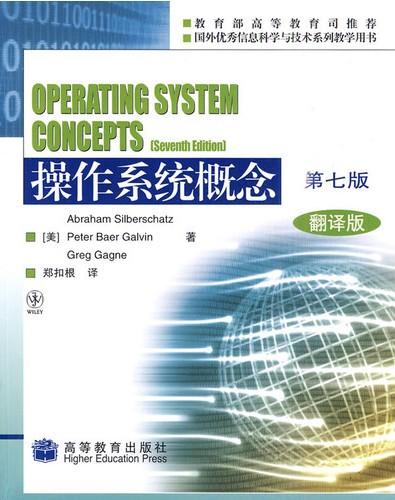 教育部高等教育司推荐
国外优秀信息科学与技术系列教学用书
OPERATING SYSTEM
CONCEPTS (Seventh Edition)
操作系统概念 第七版
翻译版
Abraham Silberschatz
[美] Peter Baer Galvin 著
Greg Gagne
郑扣根 译
WILEY
高等教育出版社
Higher Education Press